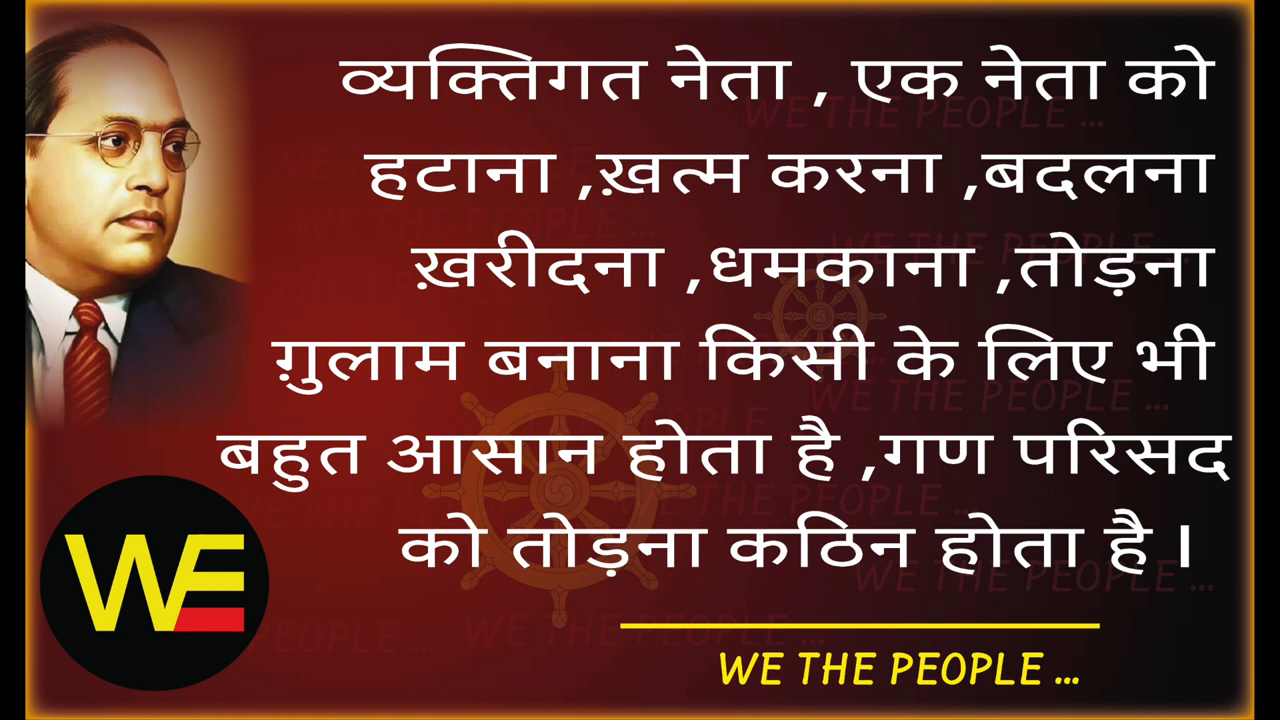 व्यक्तिगत नेता , एक नेता को
हटाना ,ख़त्म करना ,बदलना
ख़रीदना ,धमकाना ,तोड़ना
ग़ुलाम बनाना किसी के लिए भी
बहुत आसान होता है ,गण परिसद
को तोड़ना कठिन होता है ।
WE
WE THE PEOPLE ...